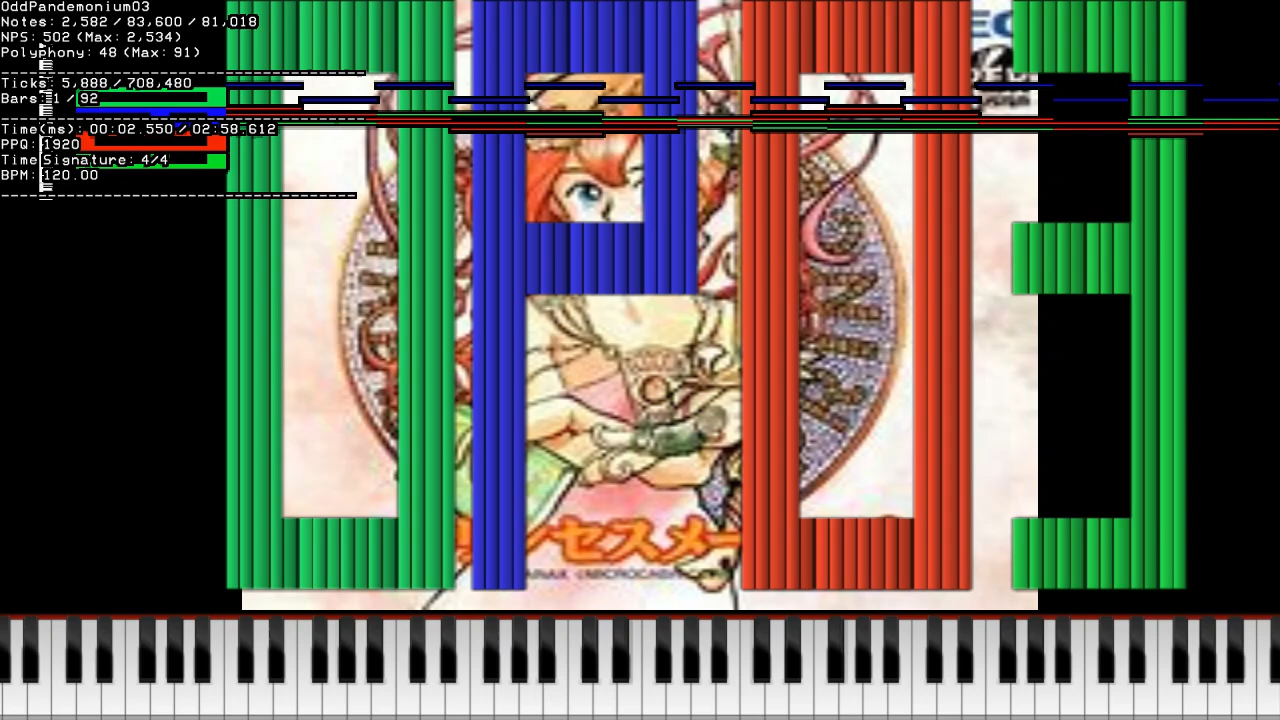 OddPandemonium03
Notes: 2,582 / 83,600 / 81,018
NPS: 502 (Max: 2,534)
Polyphony: 48 (Max: 91)
Ticks: 5,888 / 708,480
Bars: 1 / 92
Time(ms): 00:02.550 / 02:58.612
PPQ: 1920
Time Signature: 4/4
BPM: 120.00
OP03
セスメー